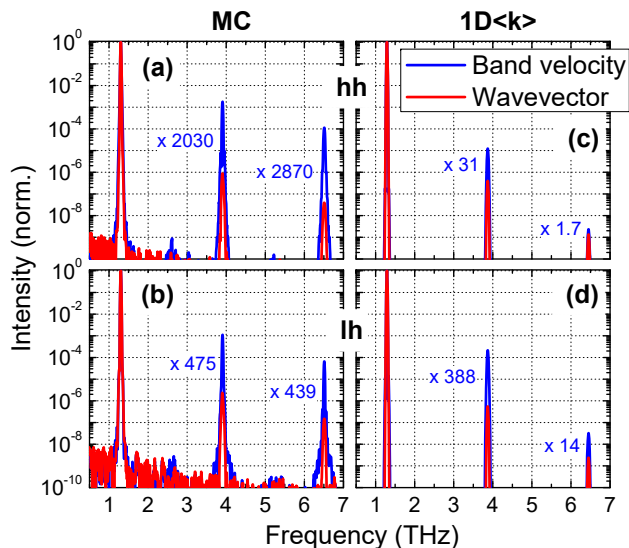 MC
1D<k>
Intensity (norm.)
10^0
10^-2
10^-4
10^-6
10^-8
(a)
hh
x 2030
x 2870
Band velocity
Wavevector
(c)
x 31
x 1.7
10^0
10^-2
10^-4
10^-6
10^-8
10^-10
(b)
lh
x 475
x 439
(d)
x 388
x 14
1 2 3 4 5 6 7
1 2 3 4 5 6 7
Frequency (THz)